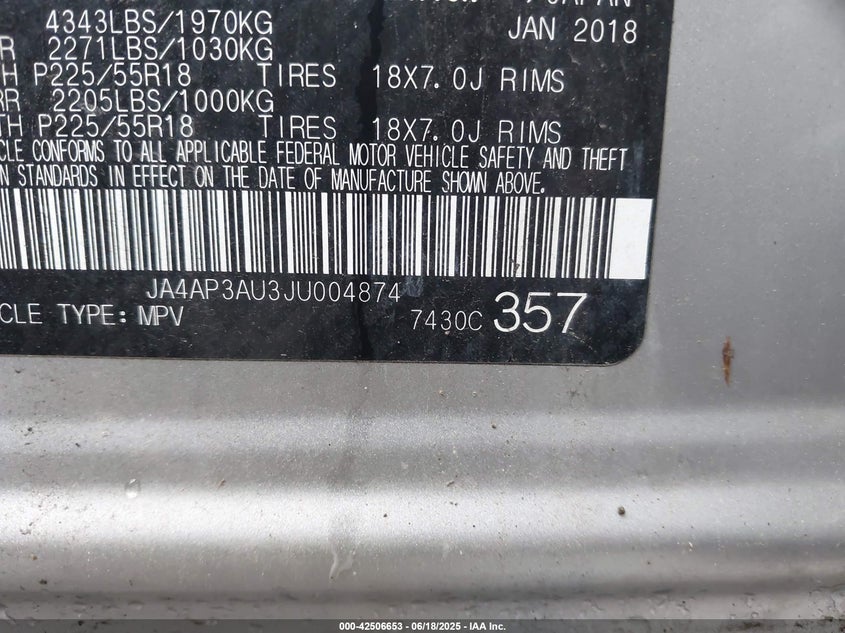 JAPAN
4343LBS/1970KG JAN 2018
R 2271LBS/1030KG
TH P225/55R18 TIRES 18X7.0J RIMS
RR 2205LBS/1000KG
TH P225/55R18 TIRES 18X7.0J RIMS
CLE CONFORMS TO ALL APPLICABLE FEDERAL MOTOR VEHICLE SAFETY AND THEFT
N STANDARDS IN EFFECT ON THE DATE OF MANUFACTURE SHOWN ABOVE.
JA4AP3AU3JU004874
CLE TYPE: MPV 7430C 357
000-42506653 - 06/18/2025 - IAA Inc.